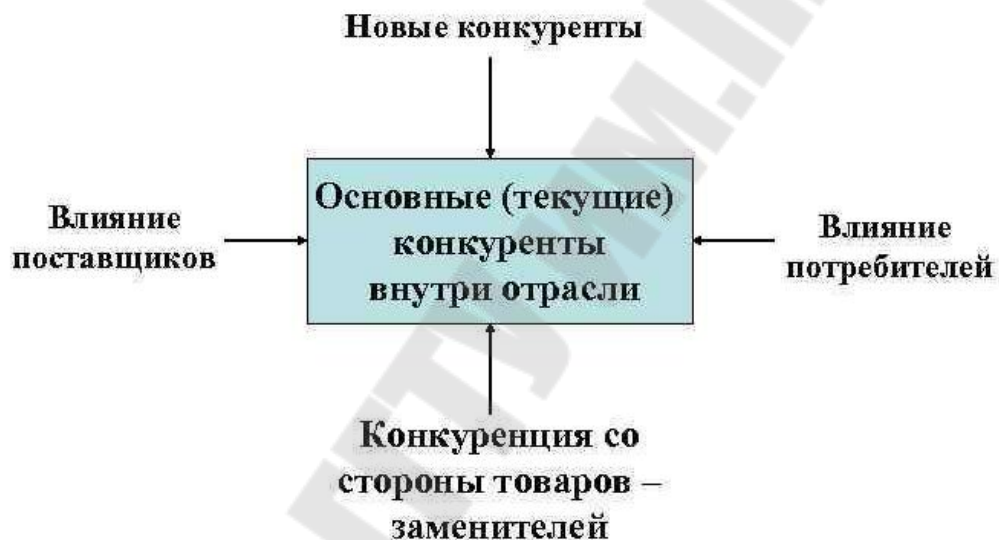 Новые конкуренты
Основные (текущие)
конкуренты
внутри отрасли
Влияние
поставщиков
Влияние
потребителей
Конкуренция со
стороны товаров –
заменителей